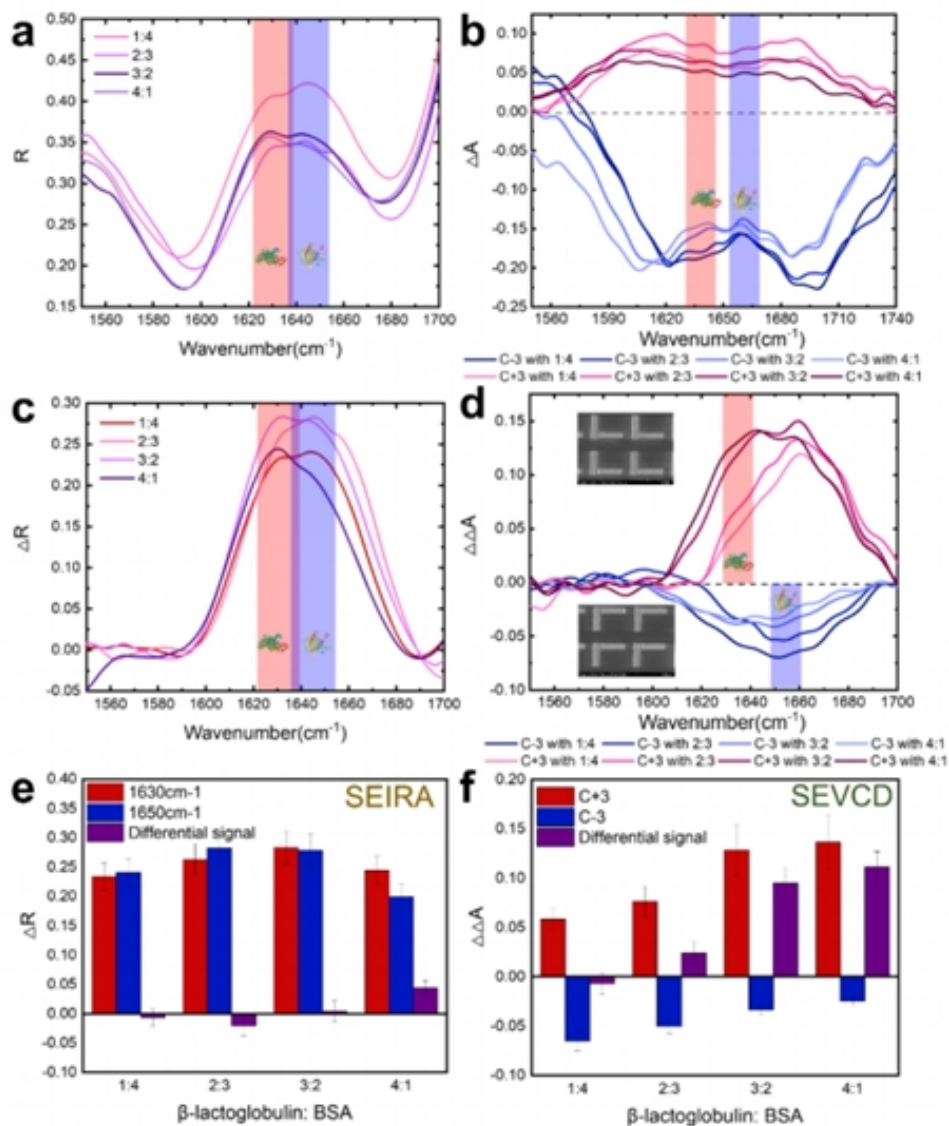 a
1:4
2:3
3:2
4:1
R
0.50
0.45
0.40
0.35
0.30
0.25
0.20
0.15
1560 1580 1600 1620 1640 1660 1680 1700
Wavenumber(cm-1)
b
△A
0.10
0.05
0.00
-0.05
-0.10
-0.15
-0.20
-0.25
1560 1590 1620 1650 1680 1710 1740
Wavenumber(cm-1)
C-3 with 1:4 C-3 with 2:3 C-3 with 3:2 C-3 with 4:1
C+3 with 1:4 C+3 with 2:3 C+3 with 3:2 C+3 with 4:1
c
1:4
2:3
3:2
4:1
△R
0.30
0.25
0.20
0.15
0.10
0.05
0.00
-0.05
1560 1580 1600 1620 1640 1660 1680 1700
Wavenumber(cm-1)
d
△△A
0.15
0.10
0.05
0.00
-0.05
-0.10
1560 1580 1600 1620 1640 1660 1680 1700
Wavenumber(cm-1)
C-3 with 1:4 C-3 with 2:3 C-3 with 3:2 C-3 with 4:1
C+3 with 1:4 C+3 with 2:3 C+3 with 3:2 C+3 with 4:1
e
1630cm-1
1650cm-1
Differential signal
SEIRA
△R
0.40
0.35
0.30
0.25
0.20
0.15
0.10
0.05
0.00
-0.05
-0.10
1:4 2:3 3:2 4:1
β-lactoglobulin: BSA
f
C+3
C-3
Differential signal
SEVCD
△△A
0.20
0.15
0.10
0.05
0.00
-0.05
-0.10
1:4 2:3 3:2 4:1
β-lactoglobulin: BSA